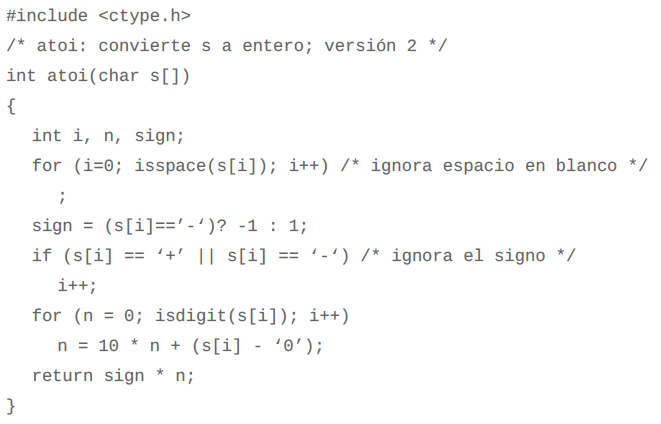 #include <ctype.h>
/* atoi: convierte s a entero; versión 2 */
int atoi(char s[])
{
int i, n, sign;
for (i=0; isspace(s[i]); i++) /* ignora espacio en blanco */
;
sign = (s[i]==’-‘)? -1 : 1;
if (s[i] == ‘+’ || s[i] == ‘-‘) /* ignora el signo */
i++;
for (n = 0; isdigit(s[i]); i++)
n = 10 * n + (s[i] - ‘0’);
return sign * n;
}